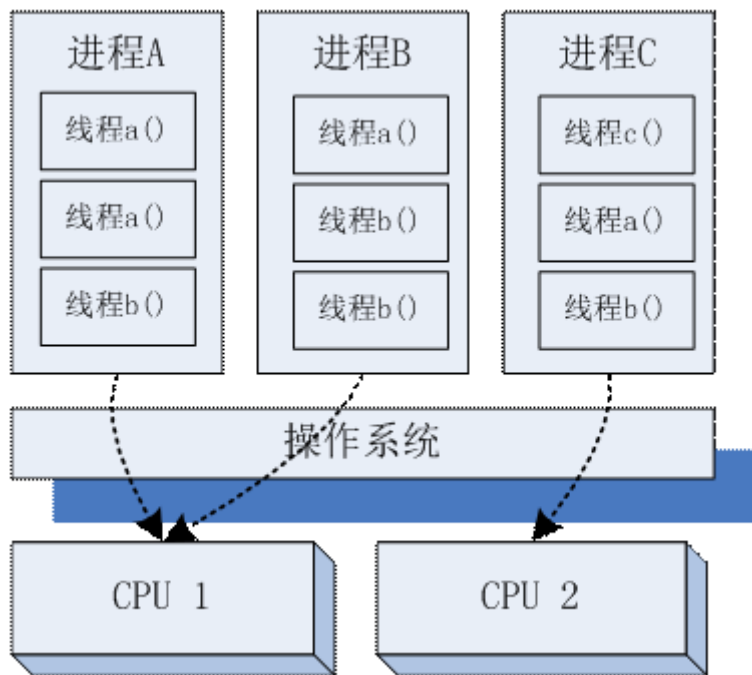 进程A
线程a()
线程a()
线程b()
进程B
线程a()
线程b()
线程b()
进程C
线程c()
线程a()
线程b()
操作系统
CPU 1
CPU 2